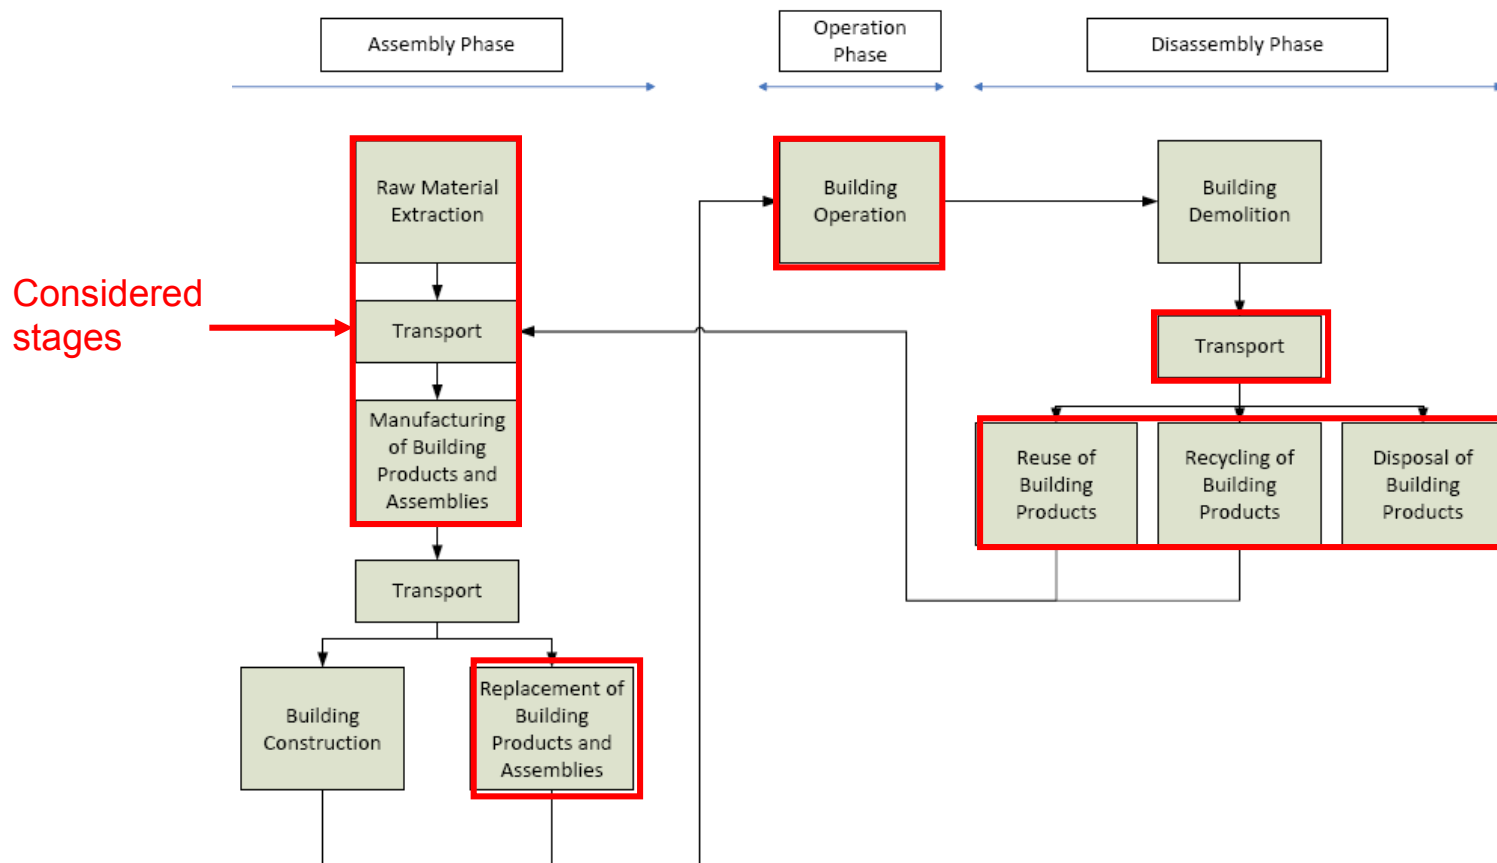 Assembly Phase
Operation
Phase
Disassembly Phase
Raw Material
Extraction
Building
Operation
Building
Demolition
Considered
stages
Transport
Transport
Manufacturing
of Building
Products and
Assemblies
Reuse of
Building
Products
Recycling of
Building
Products
Disposal of
Building
Products
Transport
Building
Construction
Replacement of
Building
Products and
Assemblies